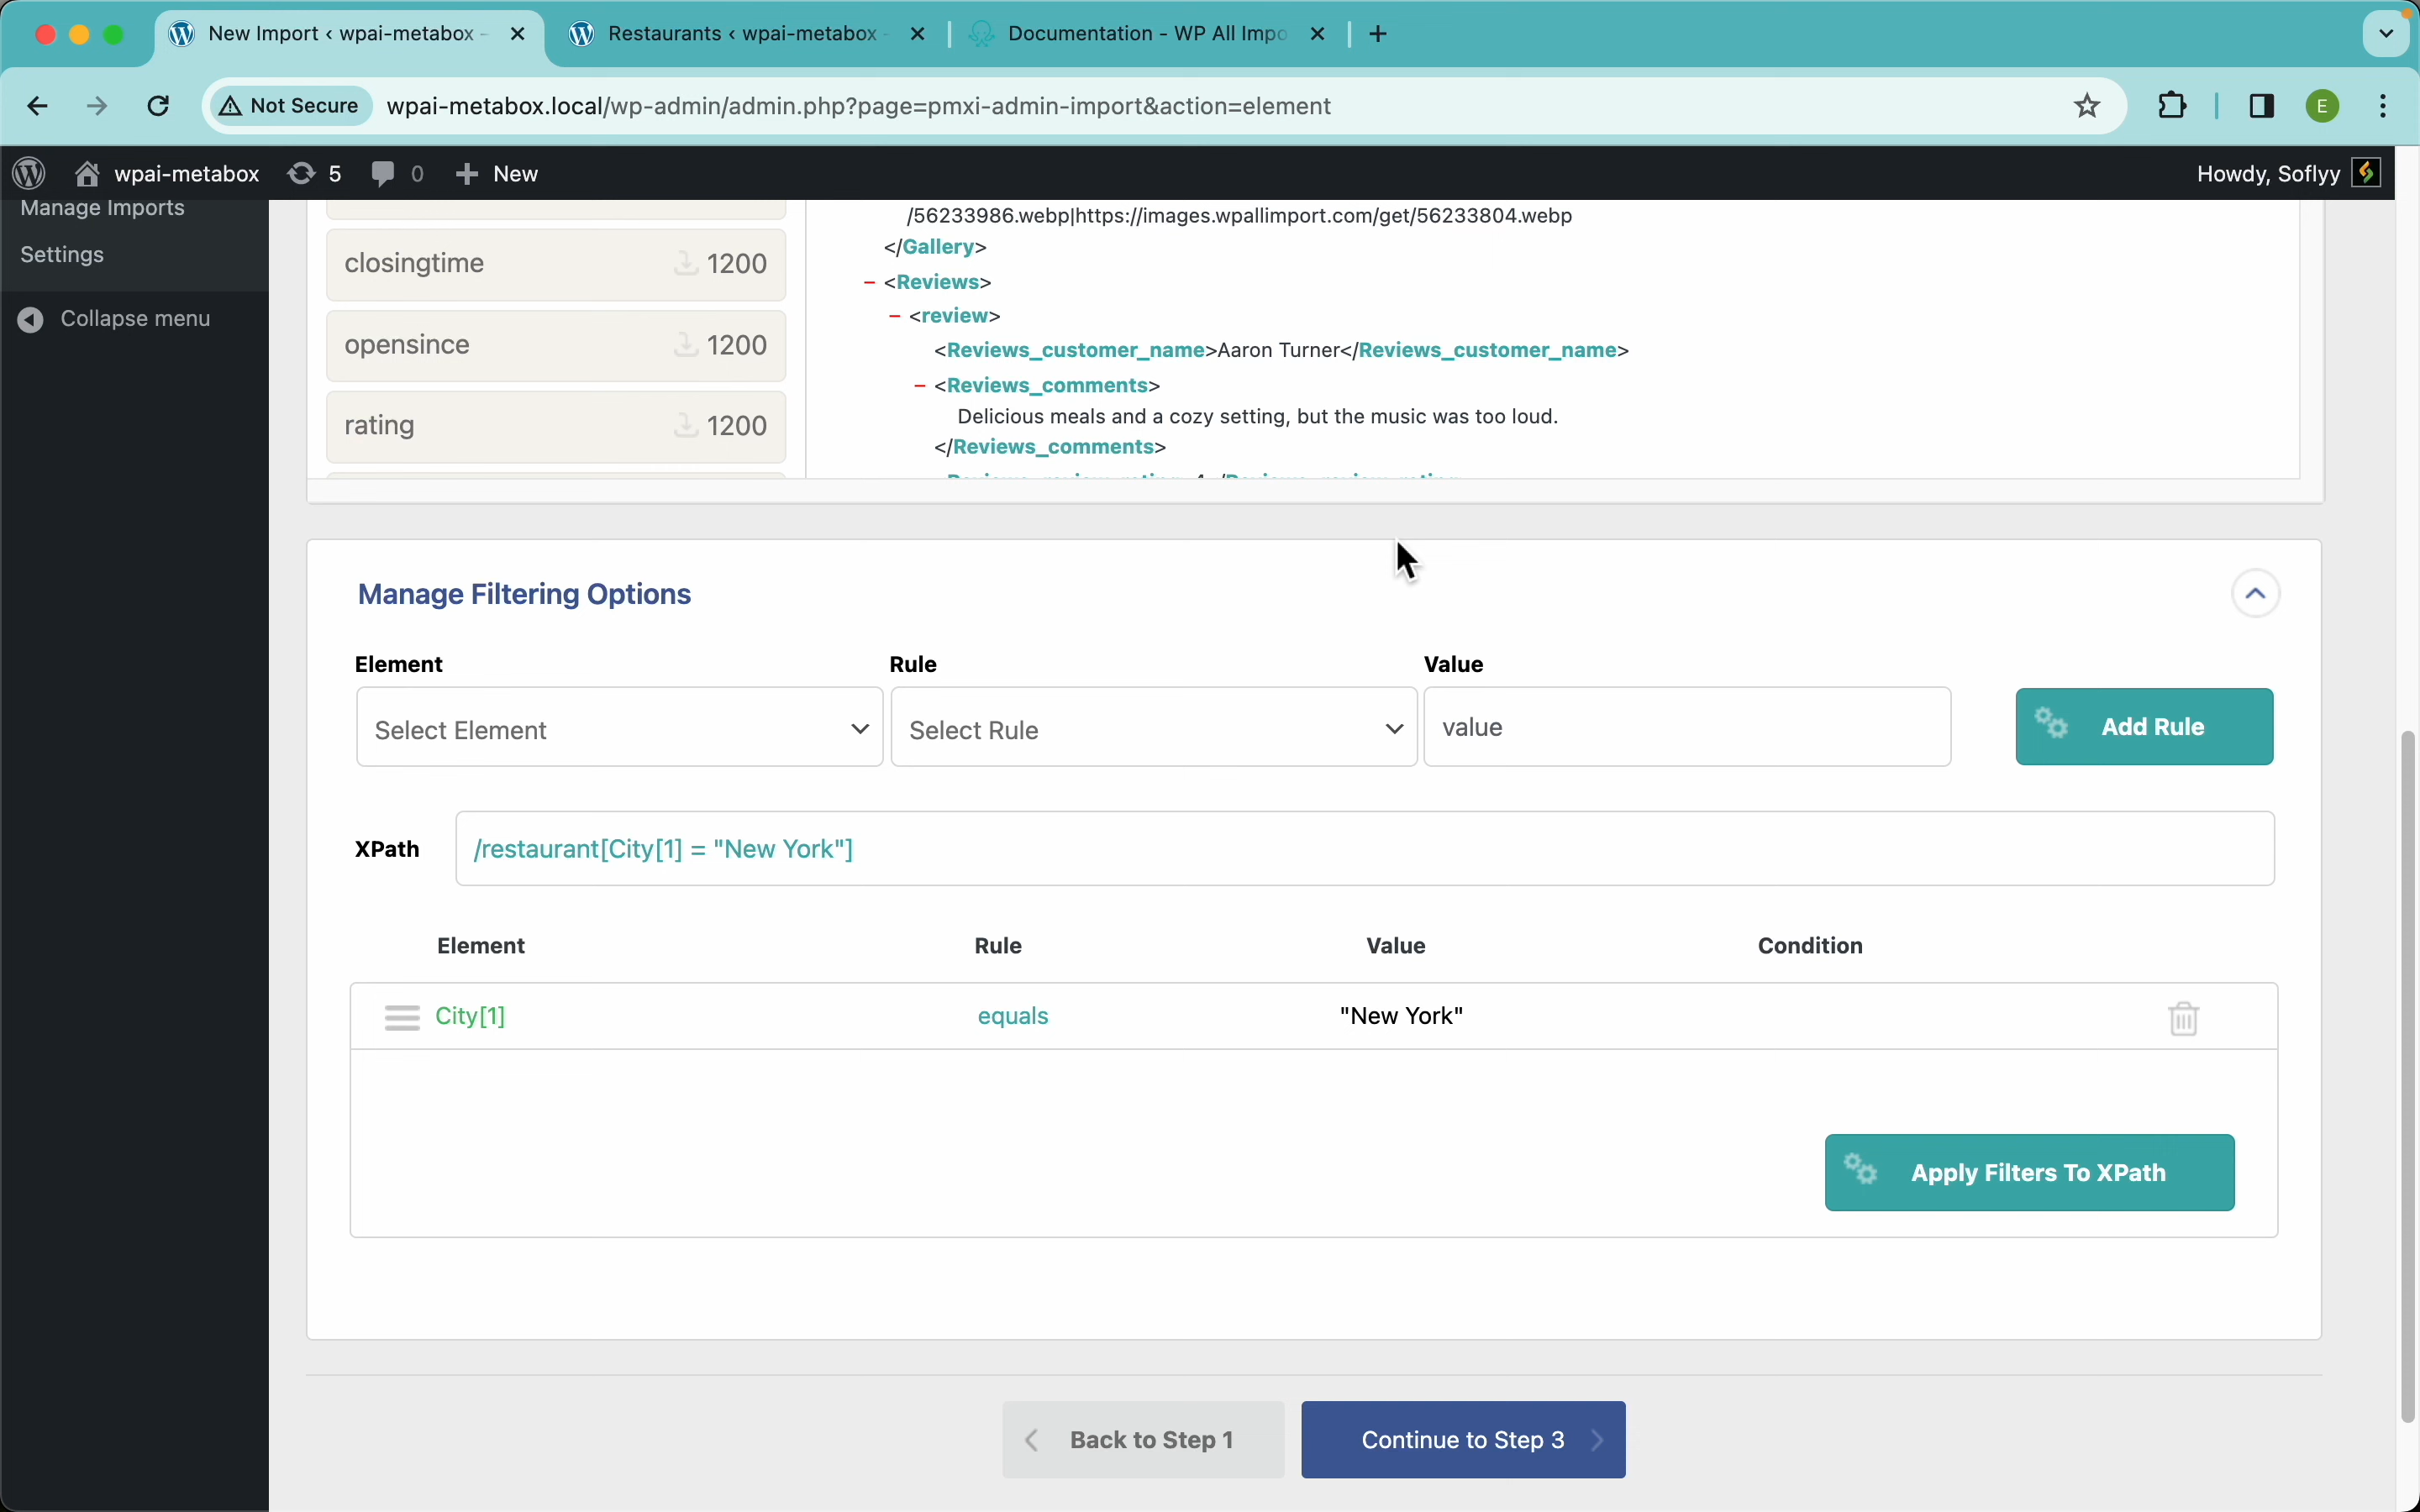 New Import ‹ wpai-metabox -
Restaurants ‹ wpai-metabox -
Documentation - WP All Impo
Not Secure
wpai-metabox.local/wp-admin/admin.php?page=pmxi-admin-import&action=element
E
wpai-metabox
5
0
New
Howdy, Soflyy
Manage Imports
Settings
Collapse menu
closingtime 1200
opensince 1200
rating 1200
/56233986.webp|https://images.wpallimport.com/get/56233804.webp
</Gallery>
− <Reviews>
− <review>
<Reviews_customer_name>Aaron Turner</Reviews_customer_name>
− <Reviews_comments>
Delicious meals and a cozy setting, but the music was too loud.
</Reviews_comments>
Manage Filtering Options
Element Rule Value
Select Element Select Rule value Add Rule
XPath /restaurant[City[1] = "New York"]
Element Rule Value Condition
City[1] equals "New York"
Apply Filters To XPath
Back to Step 1
Continue to Step 3